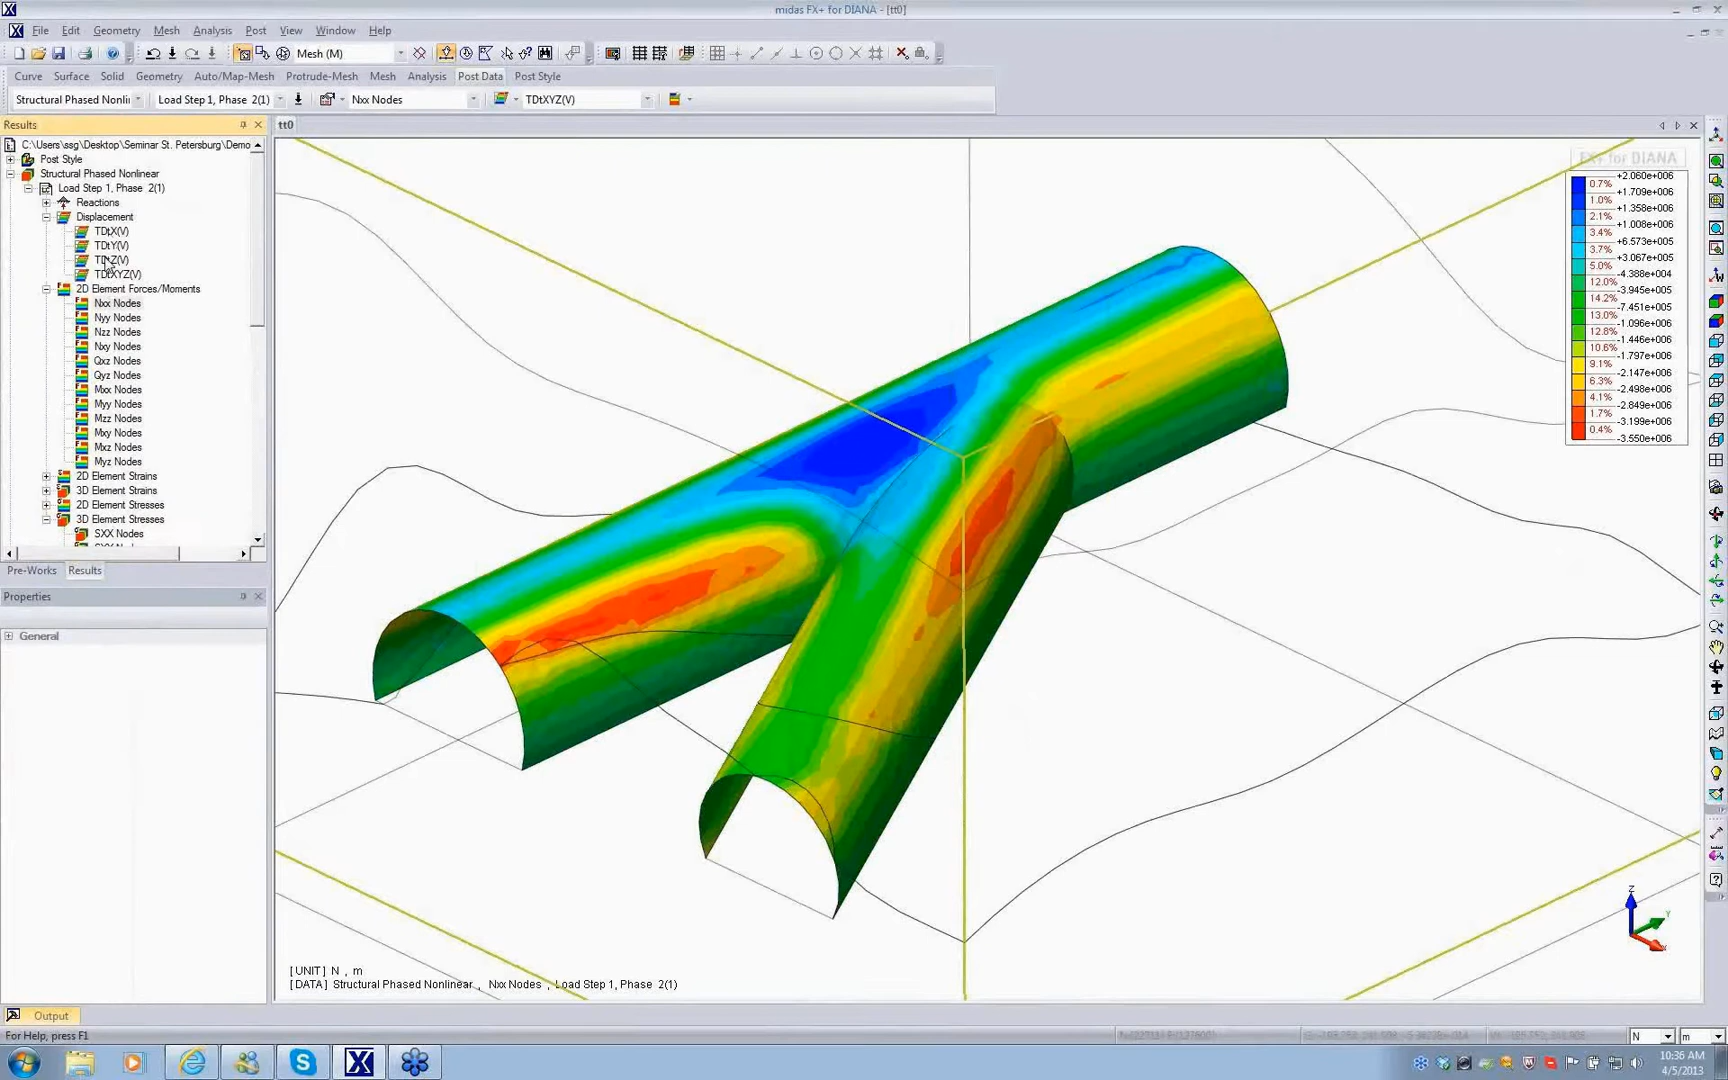 midas FX+ for DIANA - [tt0]
File Edit Geometry Mesh Analysis Post View Window Help
Mesh (M)
Curve Surface Solid Geometry Auto/Map-Mesh Protrude-Mesh Mesh Analysis Post Data Post Style
Structural Phased Nonli Load Step 1, Phase 2(1) Nxx Nodes TDtXYZ(V)
Results
tt0
C:\Users\ssg\Desktop\Seminar St. Petersburg\Demo
Post Style
Structural Phased Nonlinear
Load Step 1, Phase 2(1)
Reactions
Displacement
TDtX(V)
TDtY(V)
TDtZ(V)
TDtXYZ(V)
2D Element Forces/Moments
Nxx Nodes
Nyy Nodes
Nzz Nodes
Nxy Nodes
Qxz Nodes
Qyz Nodes
Mxx Nodes
Myy Nodes
Mzz Nodes
Mxy Nodes
Mxz Nodes
Myz Nodes
2D Element Strains
3D Element Strains
2D Element Stresses
3D Element Stresses
SXX Nodes
Pre-Works Results
Properties
General
FX+ for DIANA
+2.060e+006
0.7%
+1.709e+006
1.0%
+1.358e+006
2.1%
+1.008e+006
3.4%
+6.573e+005
3.7%
+3.067e+005
5.0%
-4.388e+004
12.0%
-3.945e+005
14.2%
-7.451e+005
13.0%
-1.096e+006
12.8%
-1.446e+006
10.6%
-1.797e+006
9.1%
-2.147e+006
6.3%
-2.498e+006
4.1%
-2.849e+006
1.7%
-3.199e+006
0.4%
-3.550e+006
Z
Y
X
[UNIT] N , m
[DATA] Structural Phased Nonlinear , Nxx Nodes , Load Step 1, Phase 2(1)
Output
For Help, press F1
N m
10:36 AM
4/5/2013